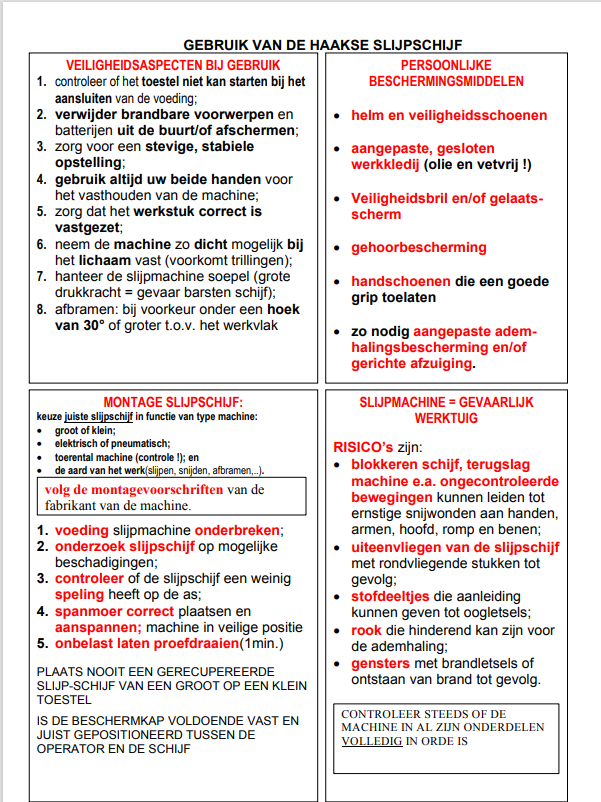 GEBRUIK VAN DE HAAKSE SLIJPSCHIJF
VEILIGHEIDSASPECTEN BIJ GEBRUIK
1. controleer of het toestel niet kan starten bij het
aansluiten van de voeding;
2. verwijder brandbare voorwerpen en
batterijen uit de buurt/of afschermen;
3. zorg voor een stevige, stabiele
opstelling;
4. gebruik altijd uw beide handen voor
het vasthouden van de machine;
5. zorg dat het werkstuk correct is
vastgezet;
6. neem de machine zo dicht mogelijk bij
het lichaam vast (voorkomt trillingen);
7. hanteer de slijpmachine soepel (grote
drukkracht = gevaar barsten schijf);
8. afbramen: bij voorkeur onder een hoek
van 30° of groter t.o.v. het werkvlak
PERSOONLIJKE
BESCHERMINGSMIDDELEN
• helm en veiligheidsschoenen
• aangepaste, gesloten
werkkledij (olie en vetvrij !)
• Veiligheidsbril en/of gelaats-
scherm
• gehoorbescherming
• handschoenen die een goede
grip toelaten
• zo nodig aangepaste adem-
halingsbescherming en/of
gerichte afzuiging.
MONTAGE SLIJPSCHIJF:
keuze juiste slijpschijf in functie van type machine:
• groot of klein;
• elektrisch of pneumatisch;
• toerental machine (controle !); en
• de aard van het werk(slijpen, snijden, afbramen,..).
volg de montagevoorschriften van de
fabrikant van de machine.
1. voeding slijpmachine onderbreken;
2. onderzoek slijpschijf op mogelijke
beschadigingen;
3. controleer of de slijpschijf een weinig
speling heeft op de as;
4. spanmoer correct plaatsen en
aanspannen; machine in veilige positie
5. onbelast laten proefdraaien(1min.)
PLAATS NOOIT EEN GERECUPEREERDE
SLIJP-SCHIJF VAN EEN GROOT OP EEN KLEIN
TOESTEL
IS DE BESCHERMKAP VOLDOENDE VAST EN
JUIST GEPOSITIONEERD TUSSEN DE
OPERATOR EN DE SCHIJF
SLIJPMACHINE = GEVAARLIJK
WERKTUIG
RISICO's zijn:
• blokkeren schijf, terugslag
machine e.a. ongecontroleerde
bewegingen kunnen leiden tot
ernstige snijwonden aan handen,
armen, hoofd, romp en benen;
• uiteenvliegen van de slijpschijf
met rondvliegende stukken tot
gevolg;
• stofdeeltjes die aanleiding
kunnen geven tot oogletsels;
• rook die hinderend kan zijn voor
de ademhaling;
• gensters met brandletsels of
ontstaan van brand tot gevolg.
CONTROLEER STEEDS OF DE
MACHINE IN AL ZIJN ONDERDELEN
VOLLEDIG IN ORDE IS